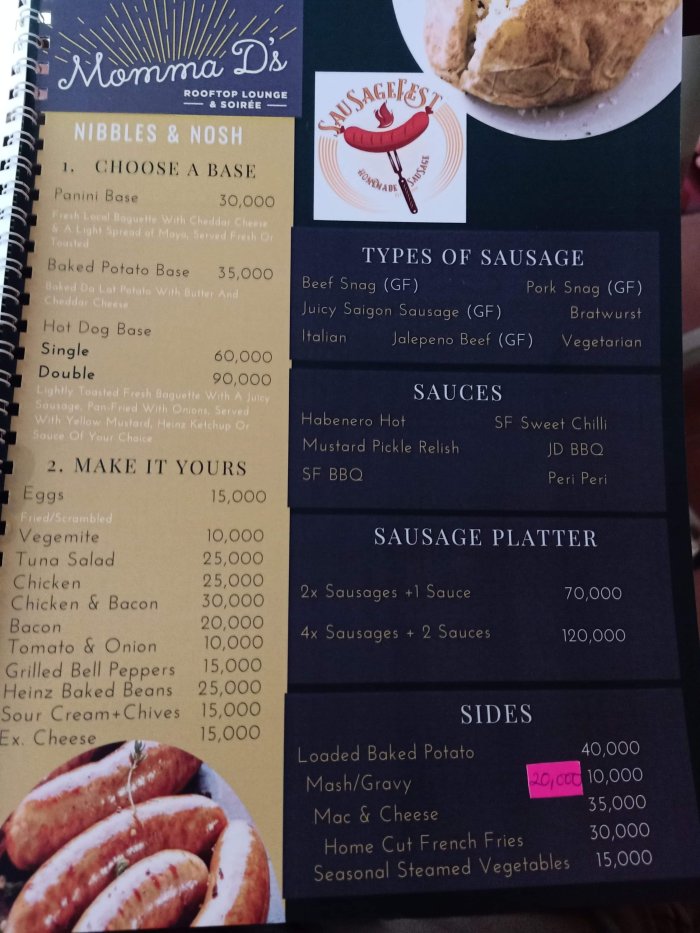 Momma D's
ROOFTOP LOUNGE
& SOIRÉE
NIBBLES & NOSH
1. CHOOSE A BASE
Panini Base 30,000
Fresh Local Baguette With Cheddar Cheese
& A Light Spread of Mayo, Served Fresh Or
Toasted
Baked Potato Base 35,000
Baked Da Lat Potato With Butter And
Cheddar Cheese
Hot Dog Base
Single 60,000
Double 90,000
Lightly Toasted Fresh Baguette With A Juicy
Sausage, Pan-Fried With Onions, Served
With Yellow Mustard, Heinz Ketchup Or
Sauce Of Your Choice
2. MAKE IT YOURS
Eggs 15,000
Fried/Scrambled
Vegemite 10,000
Tuna Salad 25,000
Chicken 25,000
Chicken & Bacon 30,000
Bacon 20,000
Tomato & Onion 10,000
Grilled Bell Peppers 15,000
Heinz Baked Beans 25,000
Sour Cream+Chives 15,000
Ex. Cheese 15,000
SAUSAGEFEST
HOMEMADE SAUSAGE
TYPES OF SAUSAGE
Beef Snag (GF) Pork Snag (GF)
Juicy Saigon Sausage (GF) Bratwurst
Italian Jalepeno Beef (GF) Vegetarian
SAUCES
Habenero Hot SF Sweet Chilli
Mustard Pickle Relish JD BBQ
SF BBQ Peri Peri
SAUSAGE PLATTER
2x Sausages +1 Sauce 70,000
4x Sausages + 2 Sauces 120,000
SIDES
Loaded Baked Potato 40,000
Mash/Gravy 20,000 10,000
Mac & Cheese 35,000
Home Cut French Fries 30,000
Seasonal Steamed Vegetables 15,000